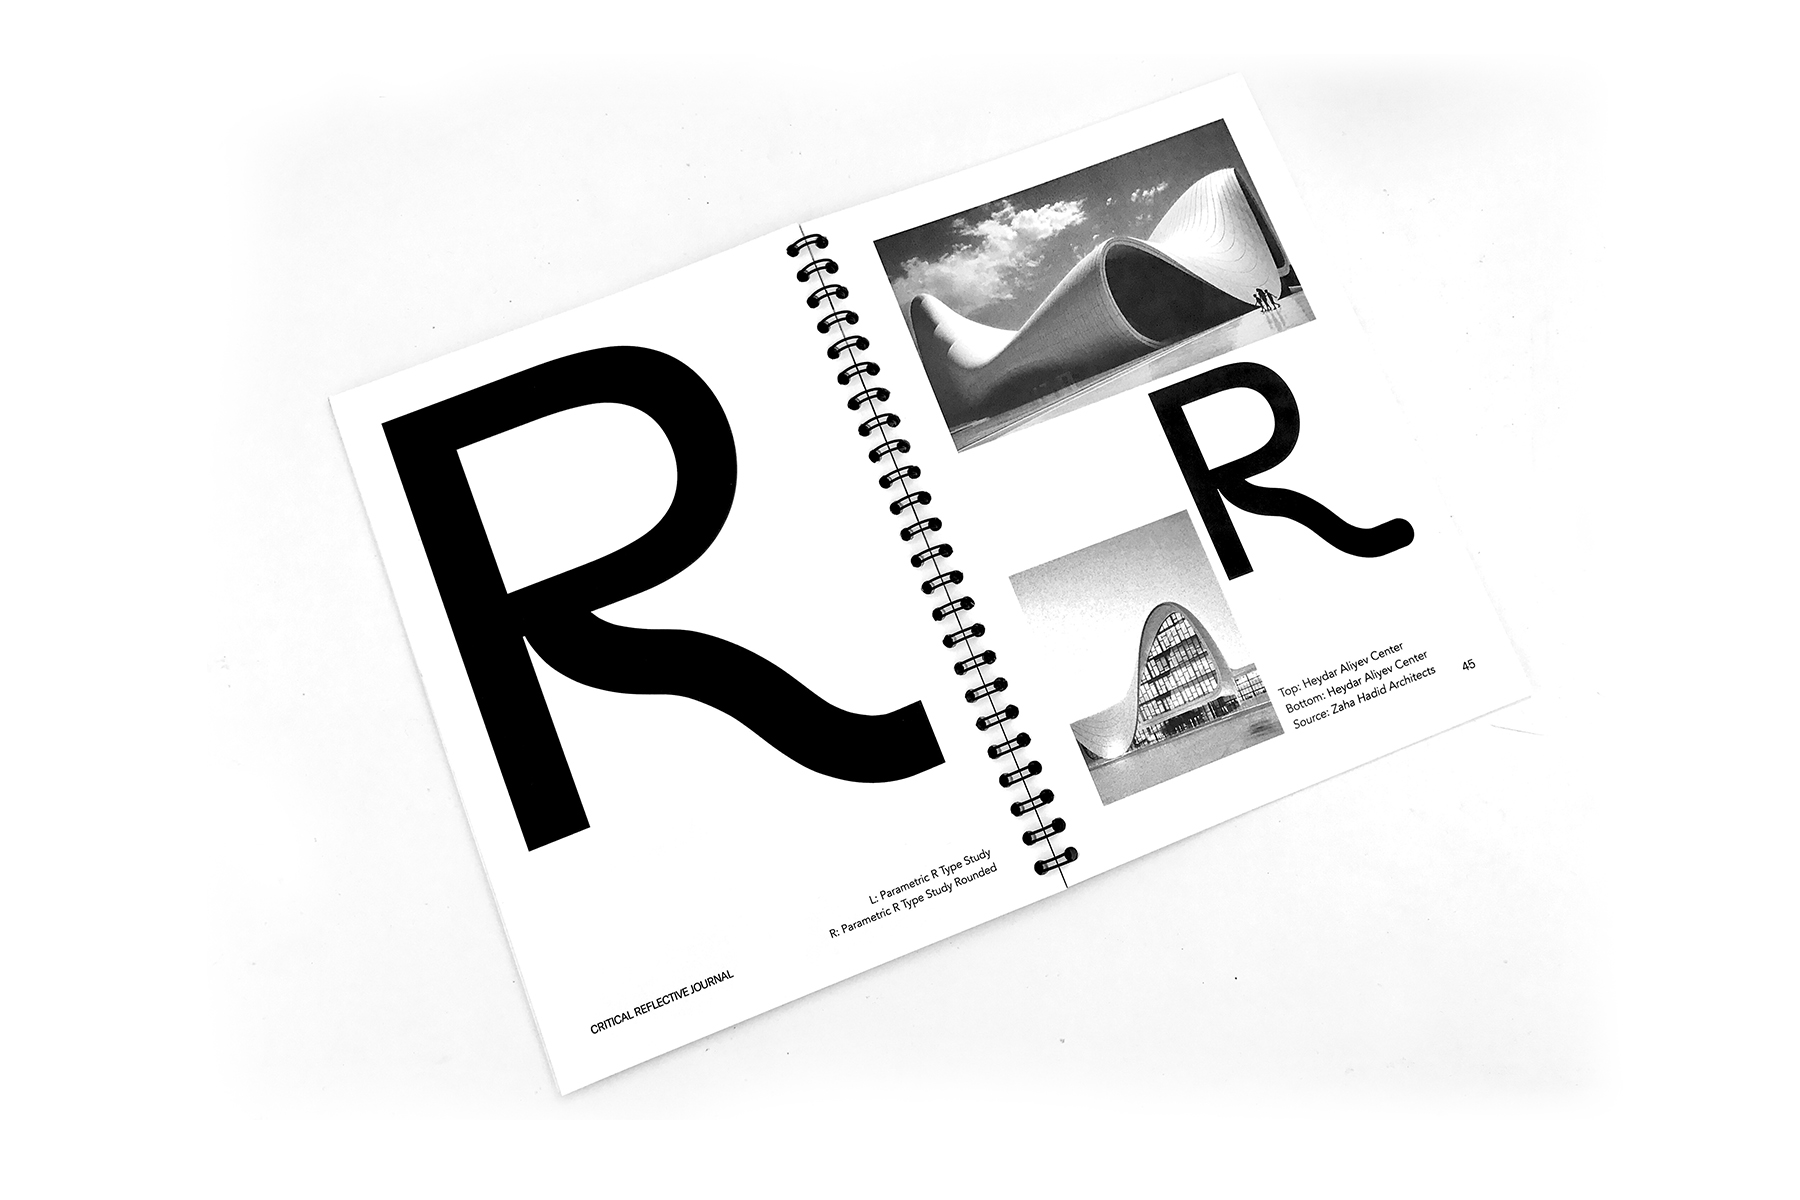 R
L: Parametric R Type Study
R: Parametric R Type Study Rounded
CRITICAL REFLECTIVE JOURNAL
R
Top: Heydar Aliyev Center
Bottom: Heydar Aliyev Center
Source: Zaha Hadid Architects
45